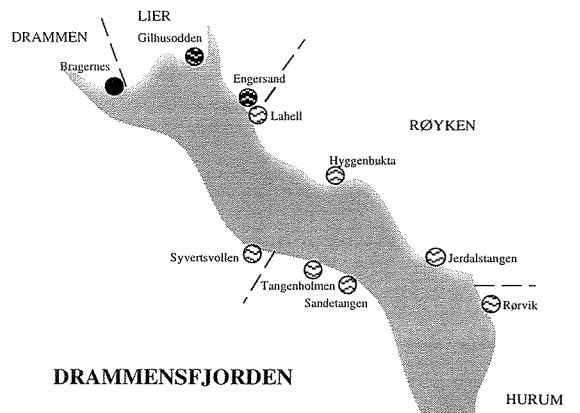 LIER
DRAMMEN
Gilhusodden
Bragernes
Engersand
Lahell
RØYKEN
Hyggenbukta
Syvertsvollen
Jerdalstangen
Tangenholmen
Sandetangen
Rørvik
DRAMMENSFJORDEN
HURUM